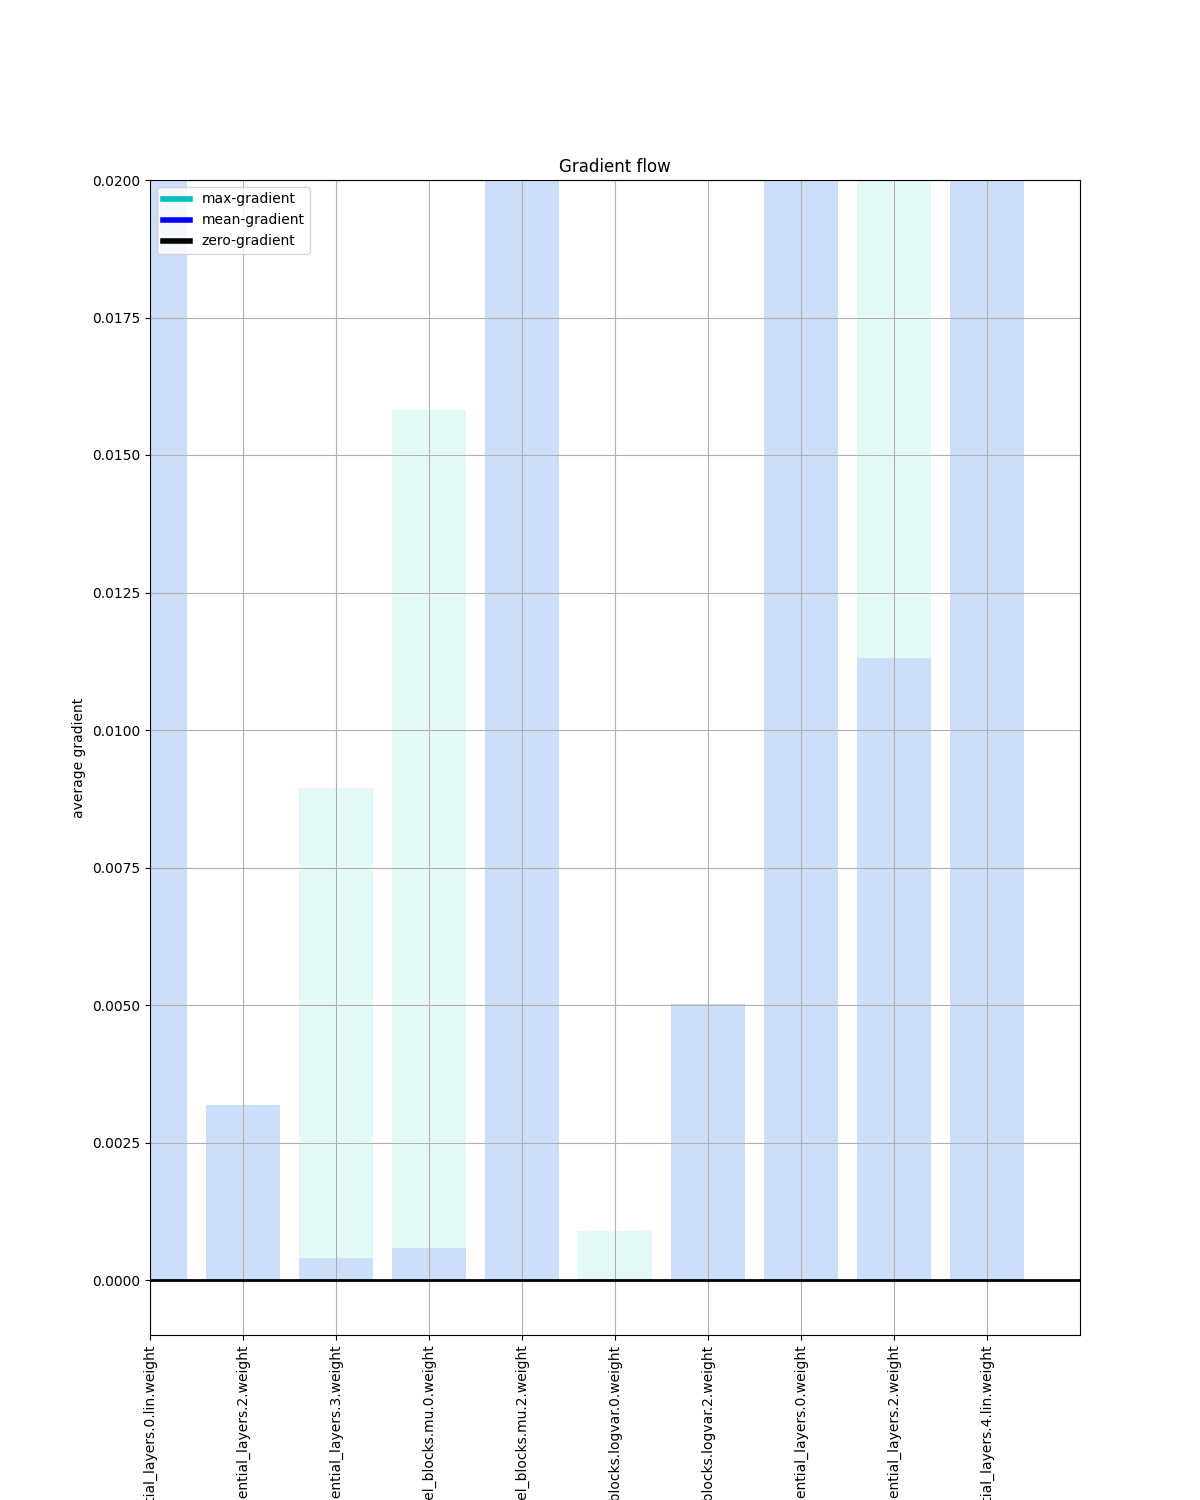 Gradient flow
max-gradient
mean-gradient
zero-gradient
0.0200
0.0175
0.0150
0.0125
0.0100
0.0075
0.0050
0.0025
0.0000
average gradient
tial_layers.0.lin.weight
ential_layers.2.weight
ential_layers.3.weight
el_blocks.mu.0.weight
el_blocks.mu.2.weight
blocks.logvar.0.weight
blocks.logvar.2.weight
ential_layers.0.weight
ential_layers.2.weight
tial_layers.4.lin.weight